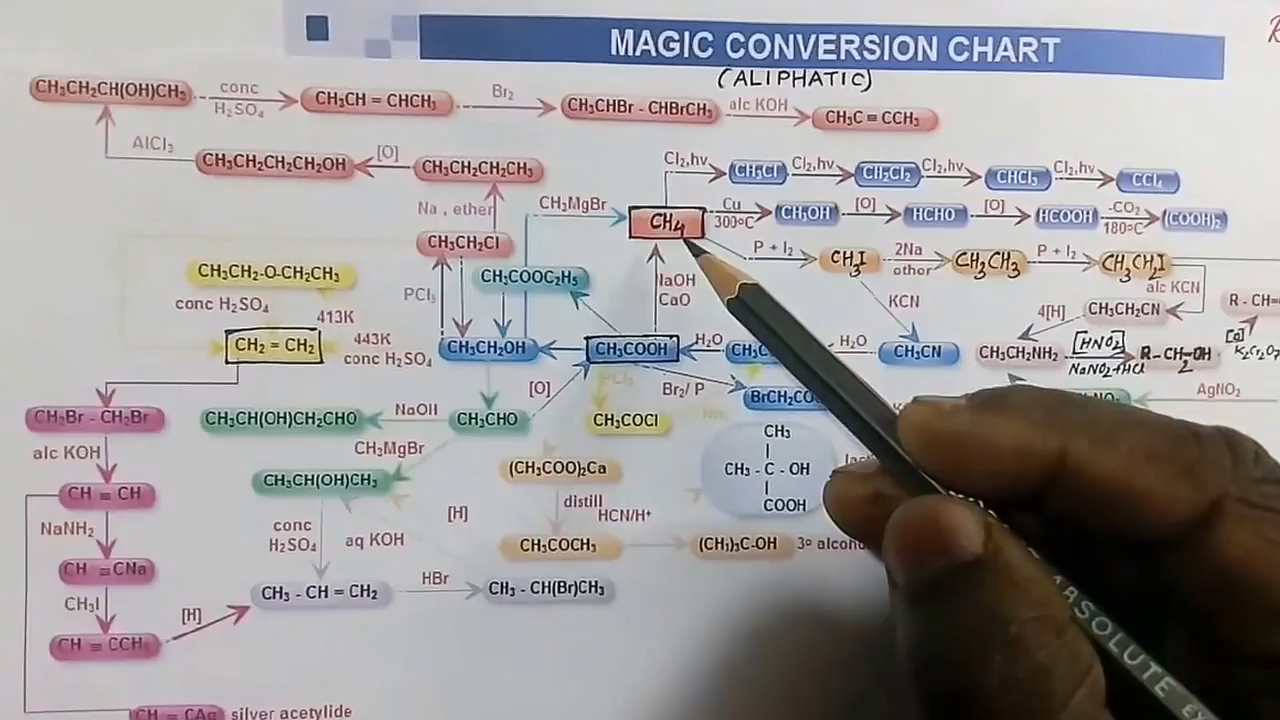 MAGIC CONVERSION CHART
(ALIPHATIC)
CH₃CH₂CH(OH)CH₃ conc H₂SO₄ CH₃CH = CHCH₃ Br₂ CH₃CHBr - CHBrCH₃ alc KOH CH₃C ≡ CCH₃
AlCl₃ CH₃CH₂CH₂CH₂OH [O] CH₃CH₂CH₂CH₃
Cl₂,hv CH₃Cl Cl₂,hv CH₂Cl₂ Cl₂,hv CHCl₃ Cl₂,hv CCl₄
Na , ether CH₃MgBr CH₄ Cu 300°C CH₃OH [O] HCHO [O] HCOOH -CO₂ 180°C (COOH)₂
CH₃CH₂Cl P + I₂ CH₃I 2Na other CH₃CH₃ P + I₂ CH₃CH₂I
CH₃CH₂-O-CH₂CH₃ PCl₅ CH₃COOC₂H₅ NaOH CaO KCN alc KCN
conc H₂SO₄ 413K 4[H] CH₃CH₂CN R - CH=
CH₂ = CH₂ 443K conc H₂SO₄ CH₃CH₂OH CH₃COOH H₂O H₂O CH₃CN CH₃CH₂NH₂ [HNO₂] NaNO₂+HCl R-CH₂-OH [O] K₂Cr₂O₇
[O] PCl₅ Br₂/ P AgNO₂
CH₂Br - CH₂Br CH₃CH(OH)CH₂CHO NaOH CH₃CHO CH₃COCl
alc KOH CH₃MgBr CH₃
CH ≡ CH CH₃CH(OH)CH₃ (CH₃COO)₂Ca CH₃ - C - OH
COOH
NaNH₂ conc H₂SO₄ aq KOH [H] distill HCN/H⁺
CH ≡CNa CH₃COCH₃ (CH₃)₃C-OH 3° alcoho
CH₃I [H] CH₃ - CH = CH₂ HBr CH₃ - CH(Br)CH₃
CH ≡ CCH₃
CH ≡ CAg silver acetylide
ABSOLUTE